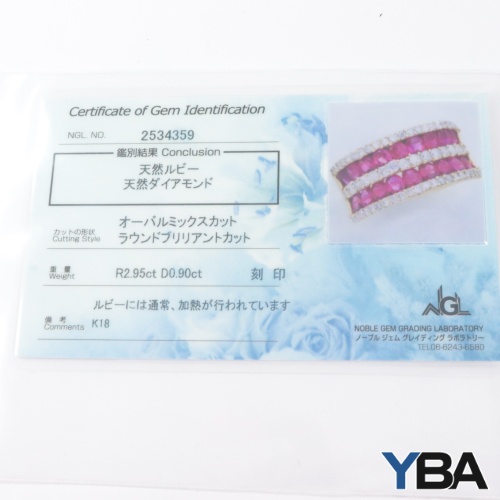 Certificate of Gem Identification
NGL. NO. 2534359
鑑別結果 Conclusion
天然ルビー
天然ダイアモンド
カットの形状
Cutting Style
オーバルミックスカット
ラウンドブリリアントカット
重量
Weight
R2.95ct D0.90ct 刻印
ルビーには通常、加熱が行われています
備考
Comments
K18
NGL
NOBLE GEM GRADING LABORATORY
ノーブル ジェム グレイディング ラボラトリー
TEL06-6243-6580
YBA